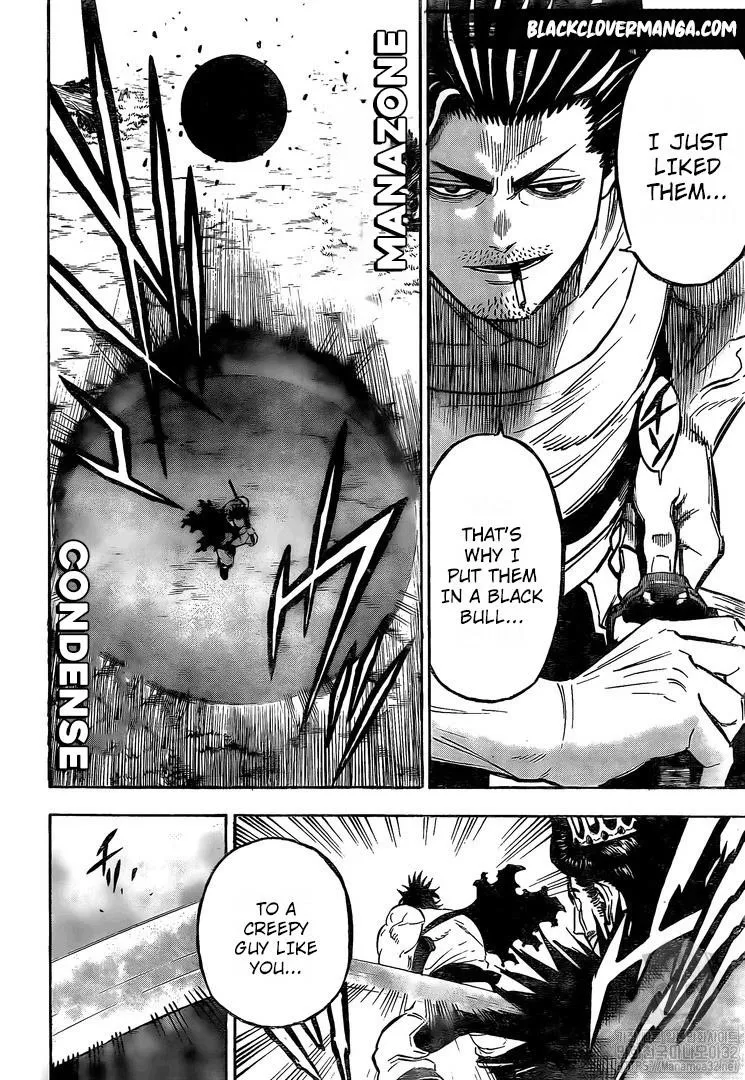 BLACKCLOVERMANGA.COM
I JUST
LIKED
THEM...
THAT'S
WHY I
PUT THEM
IN A BLACK
BULL...
MANAZONE
CONDENSE
TO A
CREEPY
GUY LIKE
YOU...